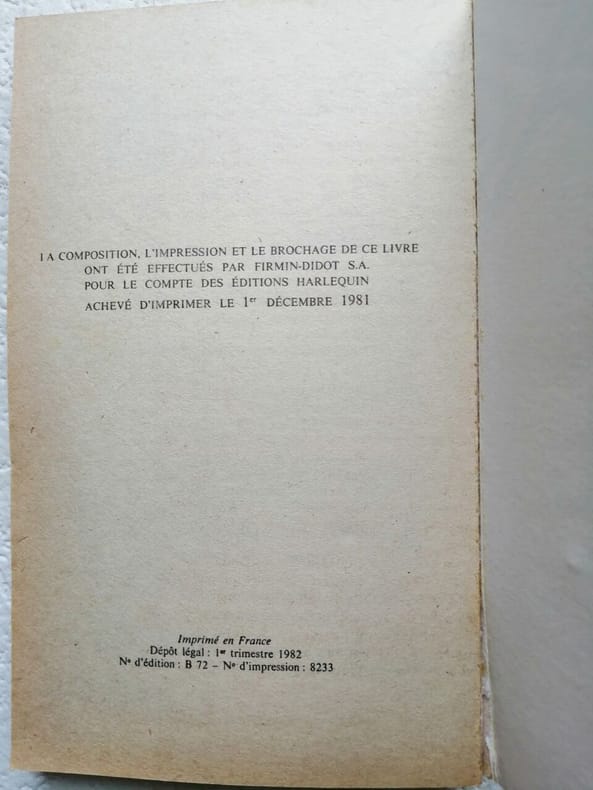 LA COMPOSITION, L'IMPRESSION ET LE BROCHAGE DE CE LIVRE
ONT ÉTÉ EFFECTUÉS PAR FIRMIN-DIDOT S.A.
POUR LE COMPTE DES ÉDITIONS HARLEQUIN
ACHEVÉ D'IMPRIMER LE 1er DÉCEMBRE 1981
Imprimé en France
Dépôt légal : 1er trimestre 1982
No d'édition : B 72 – No d'impression : 8233